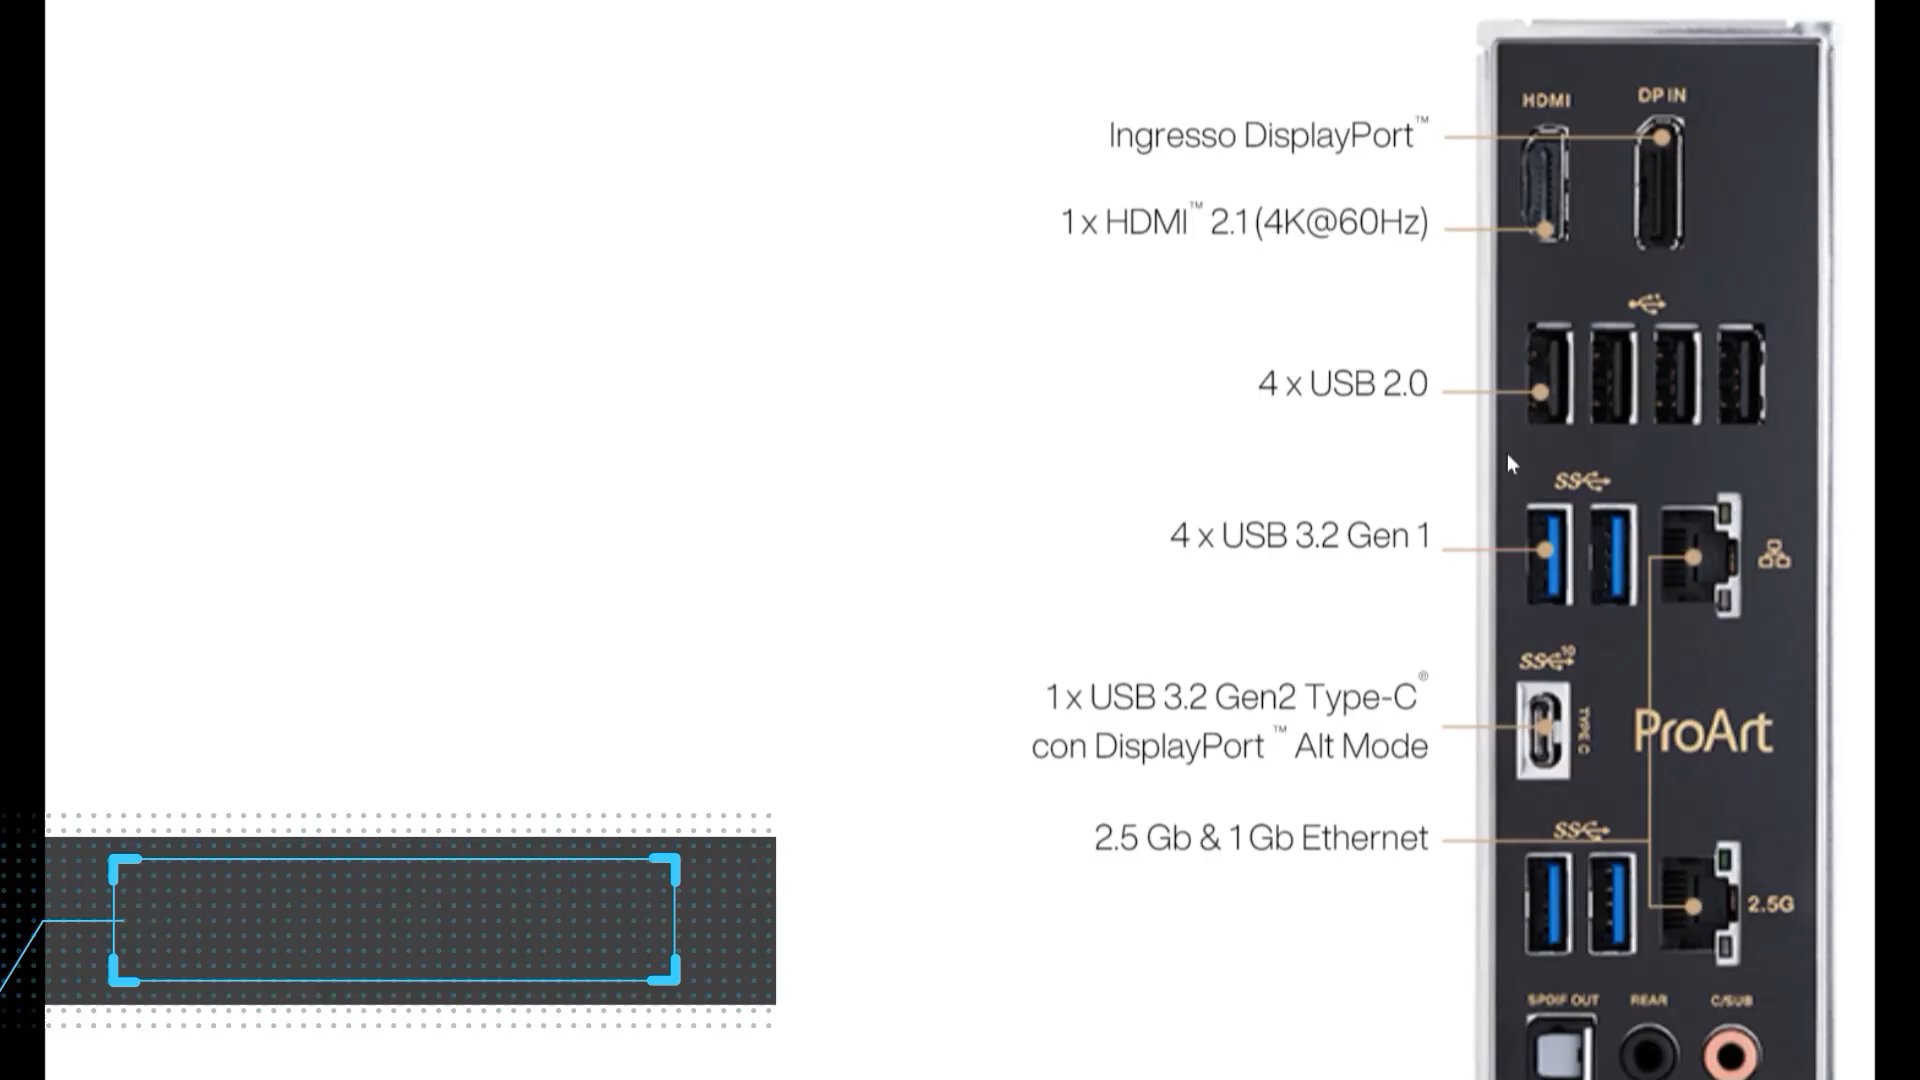 HDMI
DP IN
Ingresso DisplayPort™
1 x HDMI™ 2.1 (4K@60Hz)
4 x USB 2.0
SS
4 x USB 3.2 Gen 1
SS 10
1 x USB 3.2 Gen2 Type-C®
con DisplayPort™ Alt Mode
TYPE C
ProArt
2.5 Gb & 1 Gb Ethernet
SS
2.5G
SPDIF OUT
REAR
C/SUB